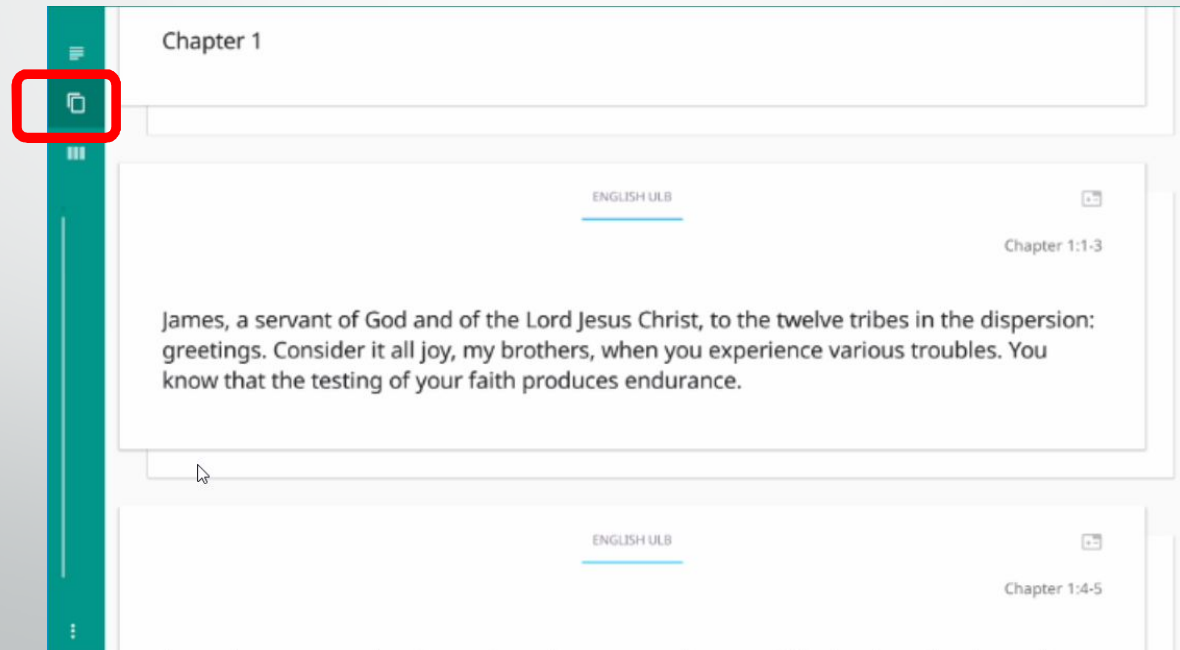 Chapter 1
ENGLISH ULB
Chapter 1:1-3
James, a servant of God and of the Lord Jesus Christ, to the twelve tribes in the dispersion:
greetings. Consider it all joy, my brothers, when you experience various troubles. You
know that the testing of your faith produces endurance.
ENGLISH ULB
Chapter 1:4-5